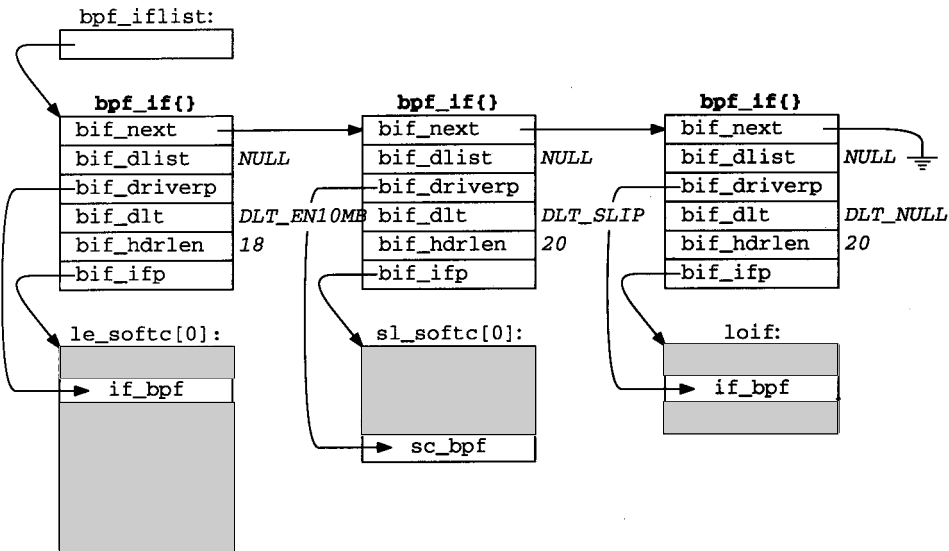 bpf_iflist:
bpf_if{} bpf_if{} bpf_if{}
bif_next bif_next bif_next
bif_dlist NULL bif_dlist NULL bif_dlist NULL
bif_driverp bif_driverp bif_driverp
bif_dlt DLT_EN10MB bif_dlt DLT_SLIP bif_dlt DLT_NULL
bif_hdrlen 18 bif_hdrlen 20 bif_hdrlen 20
bif_ifp bif_ifp bif_ifp
le_softc[0]: sl_softc[0]: loif:
if_bpf if_bpf
sc_bpf